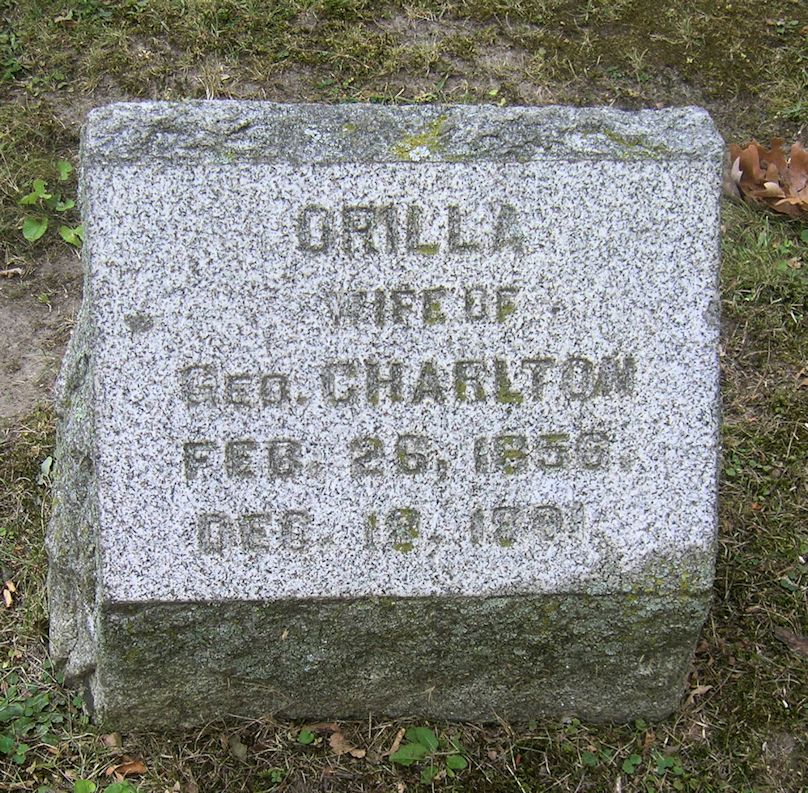 ORILLA
WIFE OF
GEO. CHARLTON
FEB. 26, 1856.
DEC. 18, 1891.